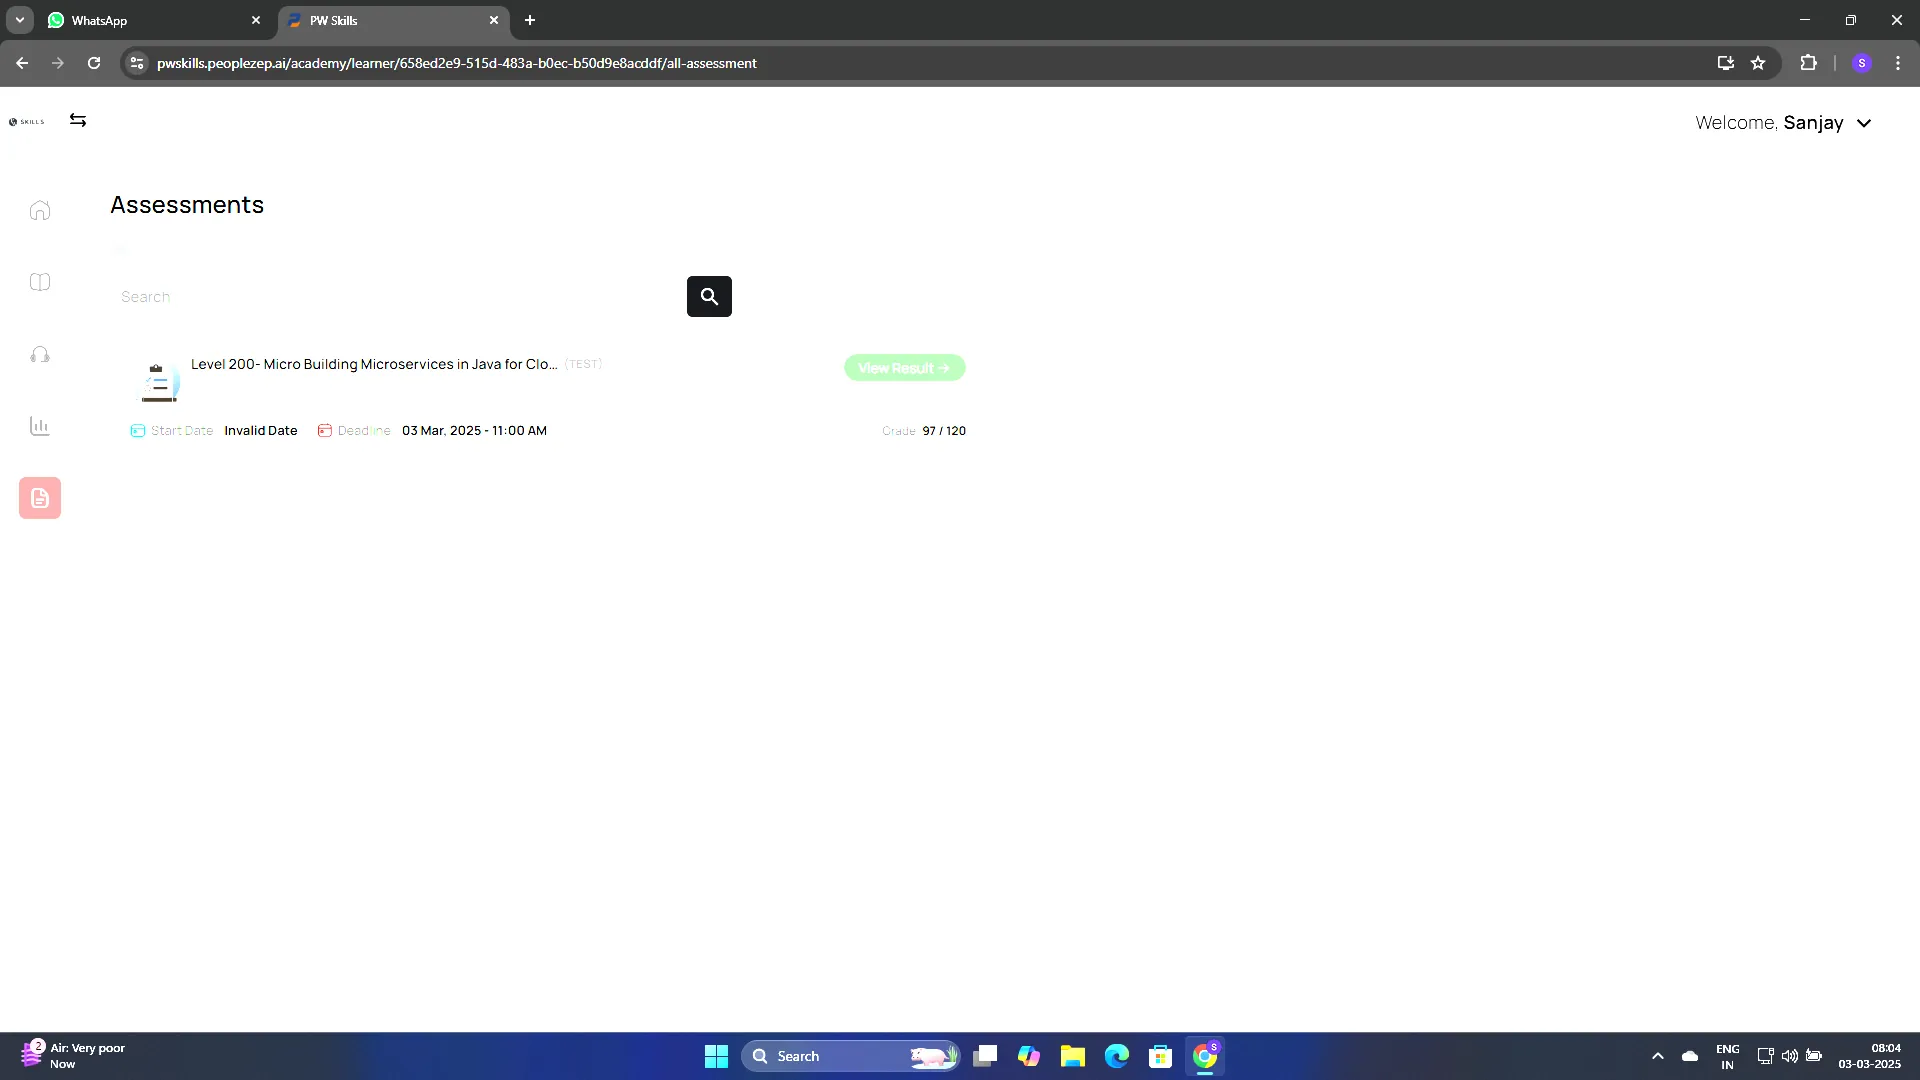 WhatsApp
PW Skills
pwskills.peoplezep.ai/academy/learner/658ed2e9-515d-483a-b0ec-b50d9e8acddf/all-assessment
S
SKILLS
Welcome, Sanjay
Assessments
Search
Level 200- Micro Building Microservices in Java for Clo... (TEST)
View Result →
Start Date Invalid Date Deadline 03 Mar, 2025 - 11:00 AM
Grade 97 / 120
2
Air: Very poor
Now
Search
S
ENG
IN
08:04
03-03-2025